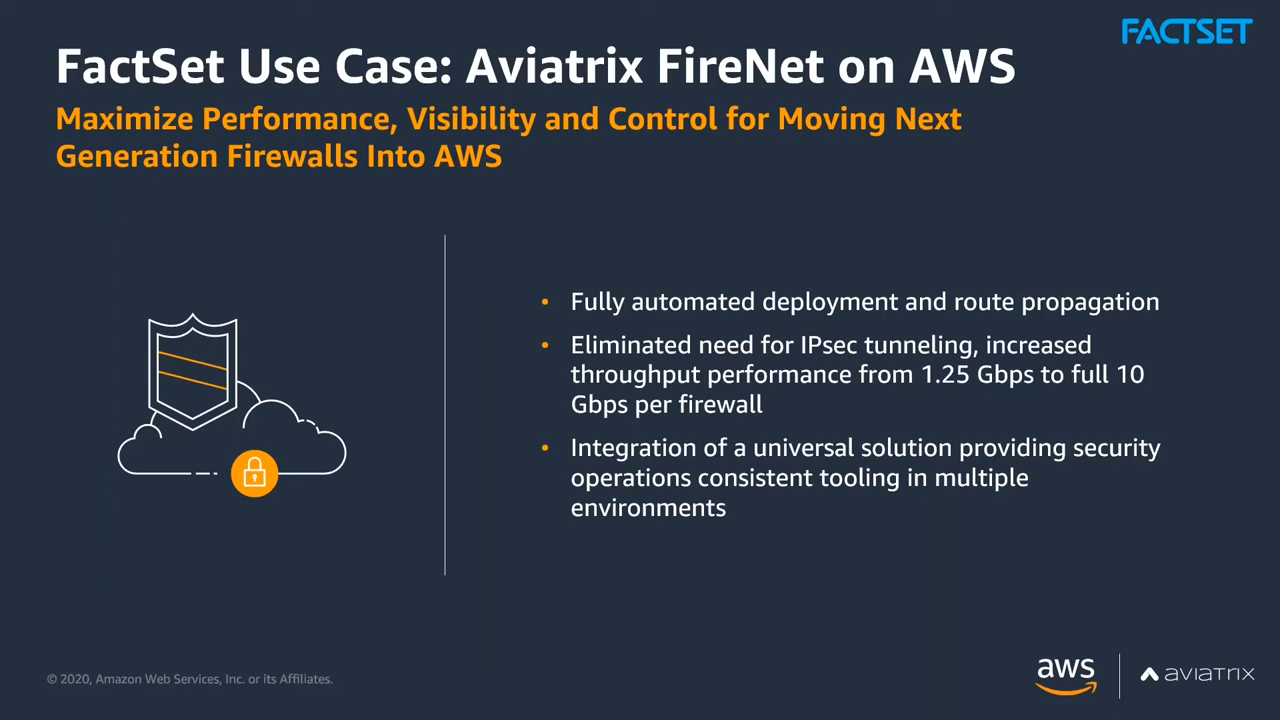 FACTSET
FactSet Use Case: Aviatrix FireNet on AWS
Maximize Performance, Visibility and Control for Moving Next
Generation Firewalls Into AWS
• Fully automated deployment and route propagation
• Eliminated need for IPsec tunneling, increased
throughput performance from 1.25 Gbps to full 10
Gbps per firewall
• Integration of a universal solution providing security
operations consistent tooling in multiple
environments
© 2020, Amazon Web Services, Inc. or its Affiliates.
aws
aviatrix